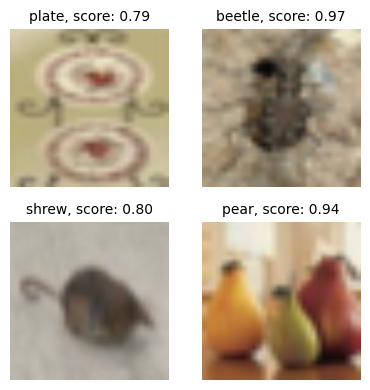 plate, score: 0.79
beetle, score: 0.97
shrew, score: 0.80
pear, score: 0.94